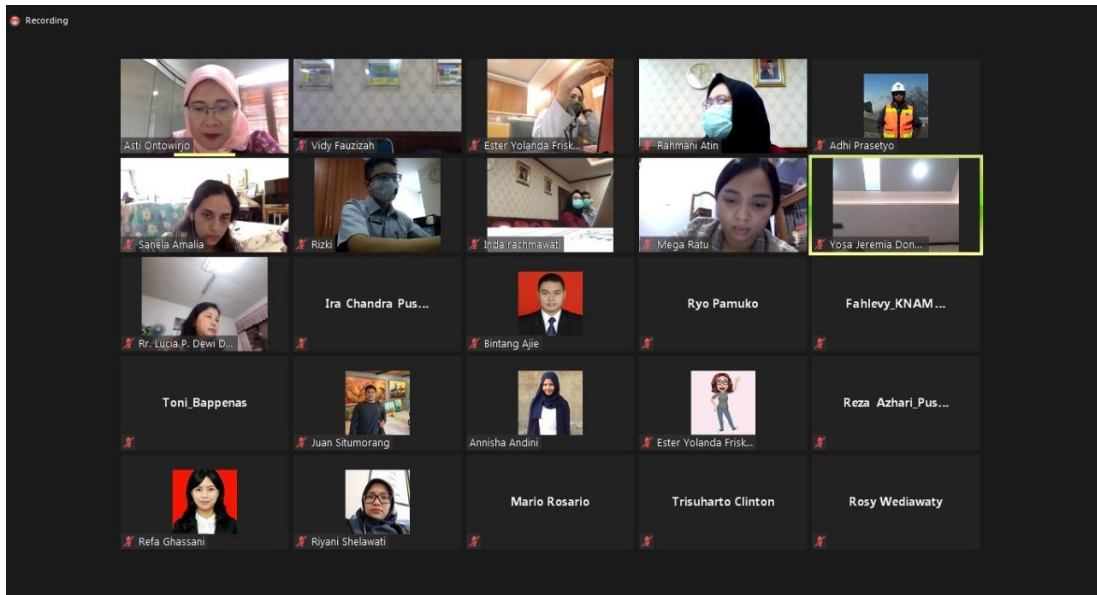 Recording
Asti Ontowirjo
Vidy Fauzizah
Ester Yolanda Frisk...
Rahmani Atin
Adhi Prasetyo
Sanela Amalia
Rizki
Inda rachmawati
Mega Ratu
Yosa Jeremia Don...
Rr. Lucia P. Dewi D...
Ira Chandra Pus...
Bintang Ajie
Ryo Pamuko
Fahlevy_KNAM...
Toni_Bappenas
Juan Situmorang
Annisha Andini
Ester Yolanda Frisk...
Reza Azhari_Pus...
Refa Ghassani
Riyani Shelawati
Mario Rosario
Trisuharto Clinton
Rosy Wediawaty